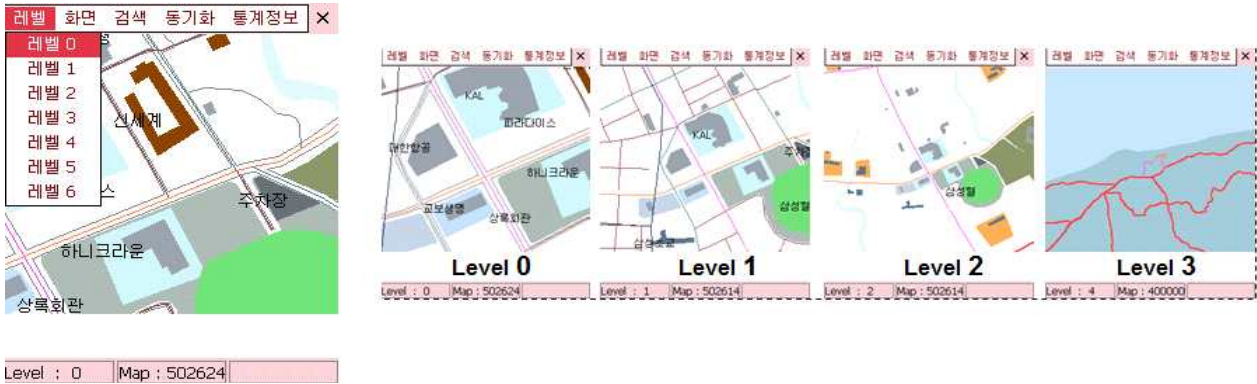 레벨 화면 검색 동기화 통계정보 ×
레벨 0
레벨 1
레벨 2
레벨 3
레벨 4
레벨 5
레벨 6
신세계
스
주차장
하니크라운
상록회관
Level : 0 Map : 502624
레벨 화면 검색 동기화 통계정보 ×
KAL
파라다이스
대한항공
하니크라운
교보생명
상록회관
Level 0
Level : 0 Map : 502624
레벨 화면 검색 동기화 통계정보 ×
KAL
삼성혈
Level 1
Level : 1 Map : 502614
레벨 화면 검색 동기화 통계정보 ×
삼성혈
Level 2
Level : 2 Map : 502614
레벨 화면 검색 동기화 통계정보 ×
Level 3
Level : 4 Map : 400000